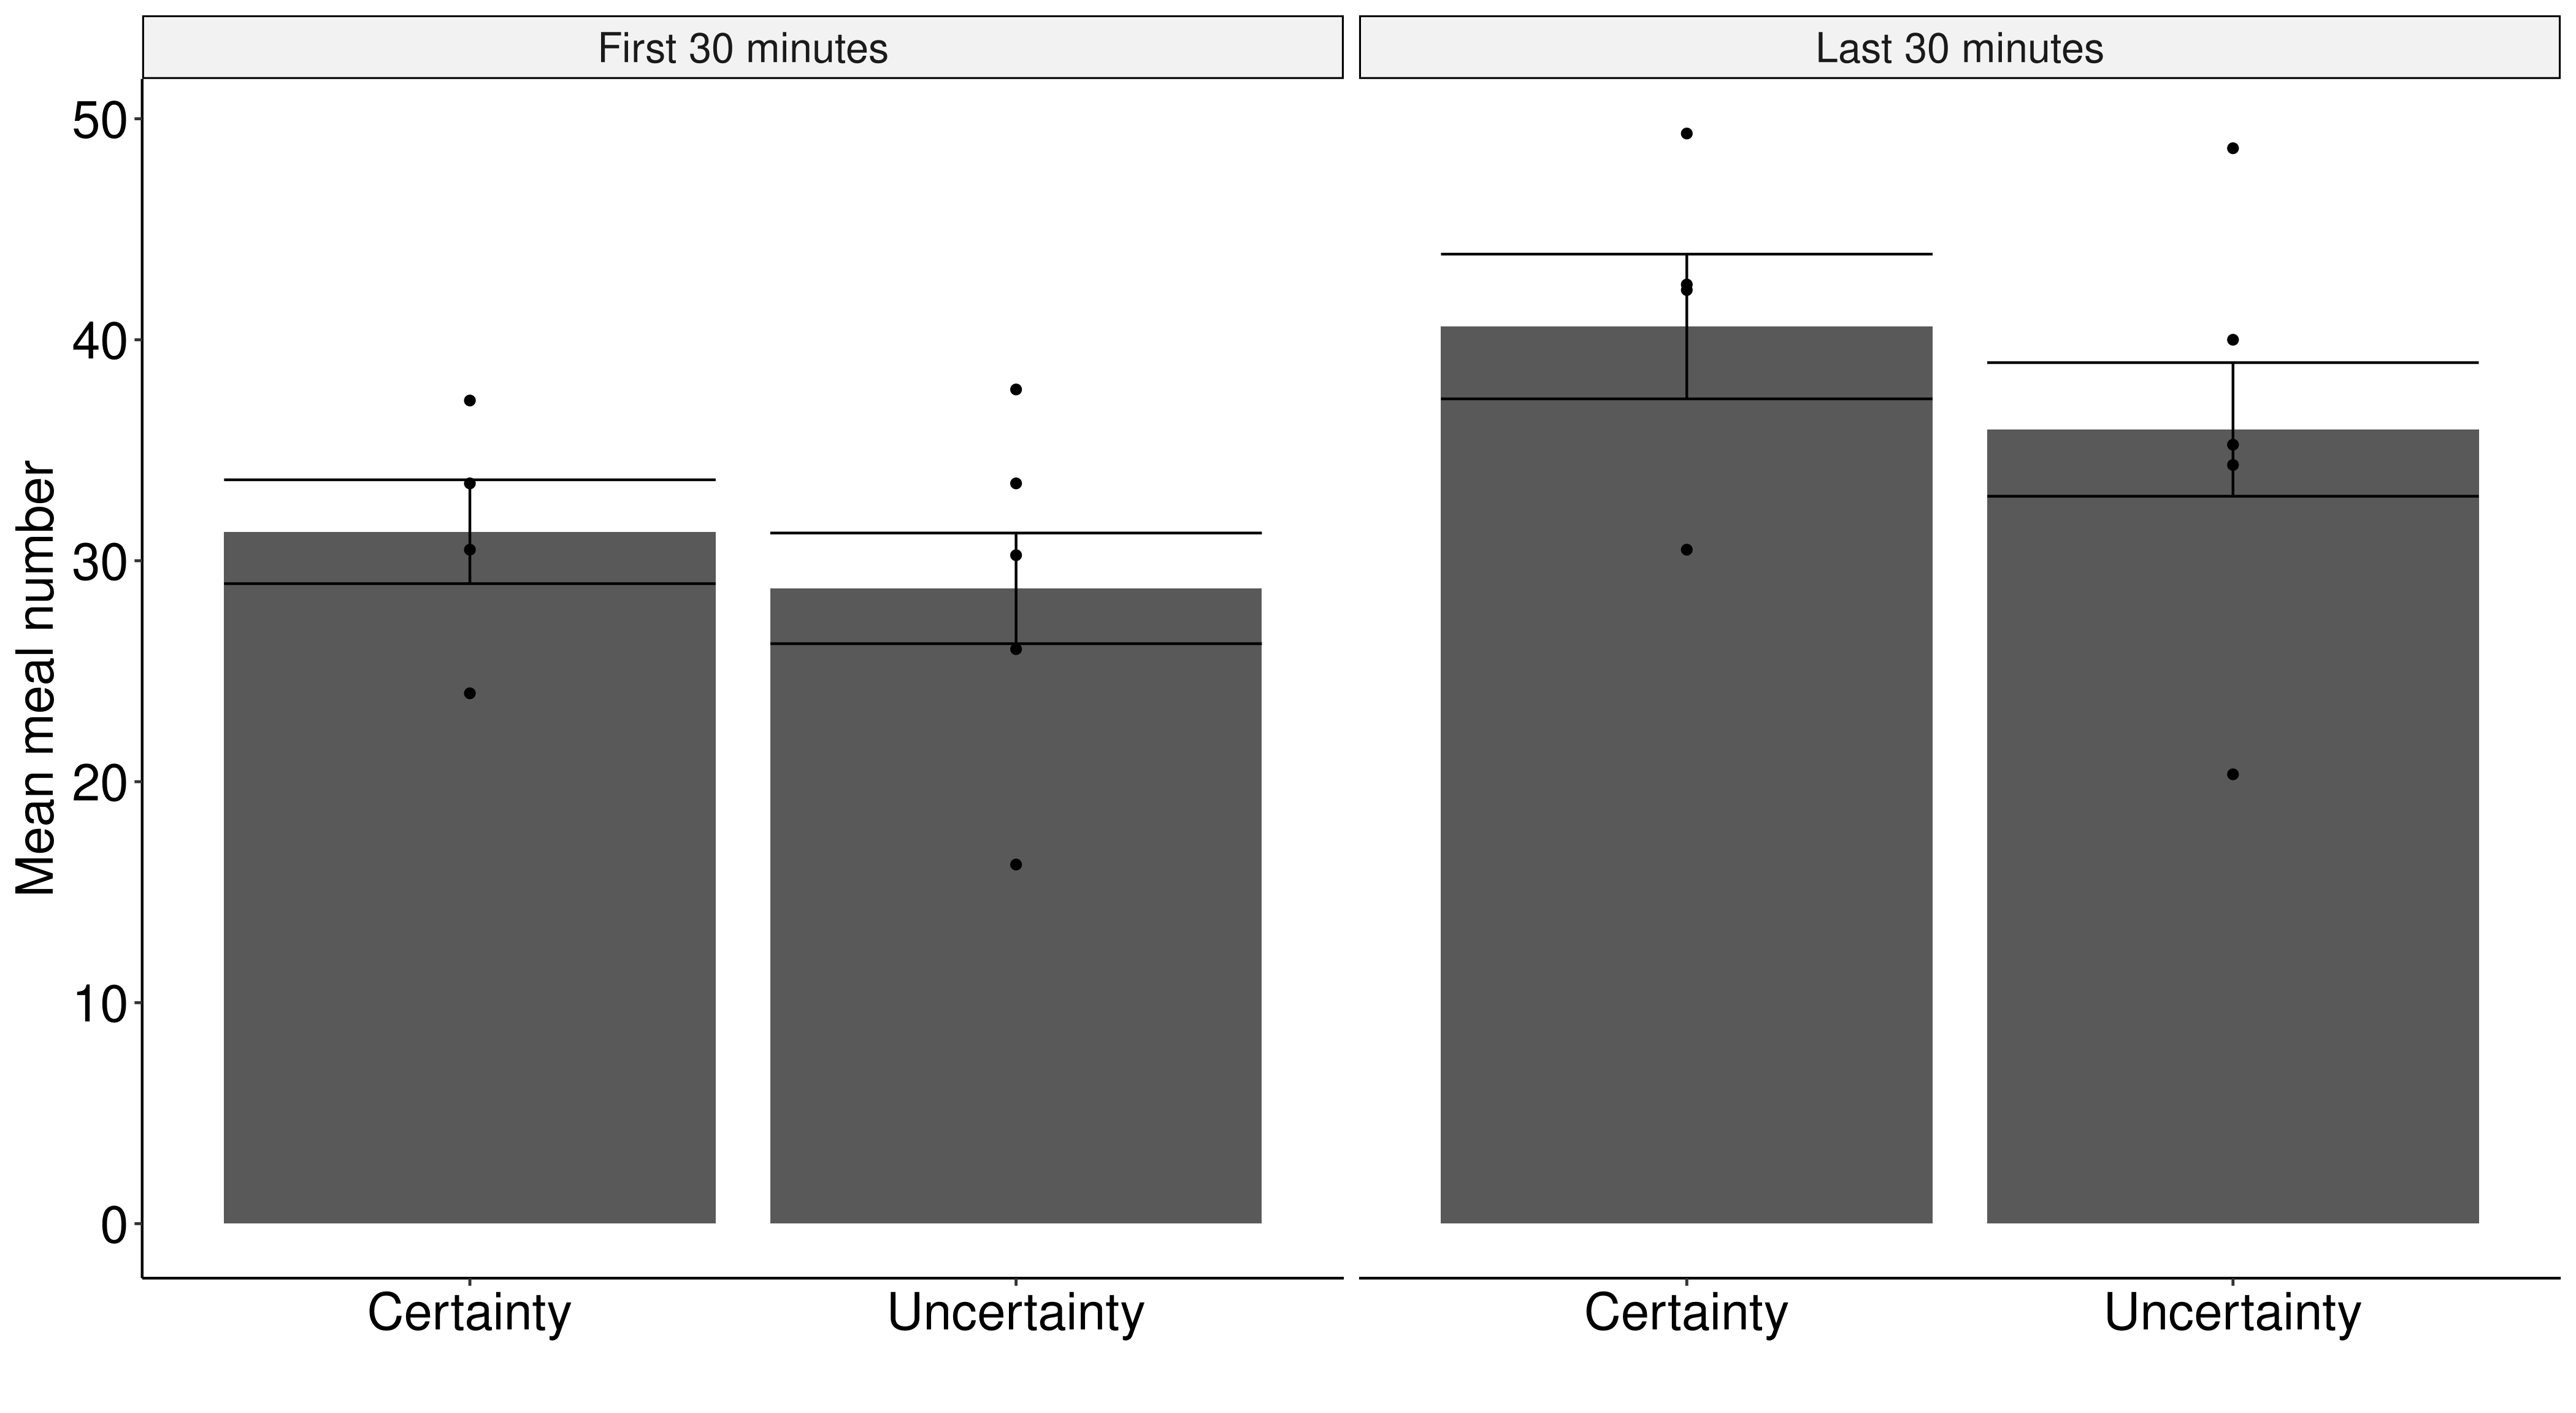 First 30 minutes
Last 30 minutes
Mean meal number
50
40
30
20
10
0
Certainty
Uncertainty
Certainty
Uncertainty